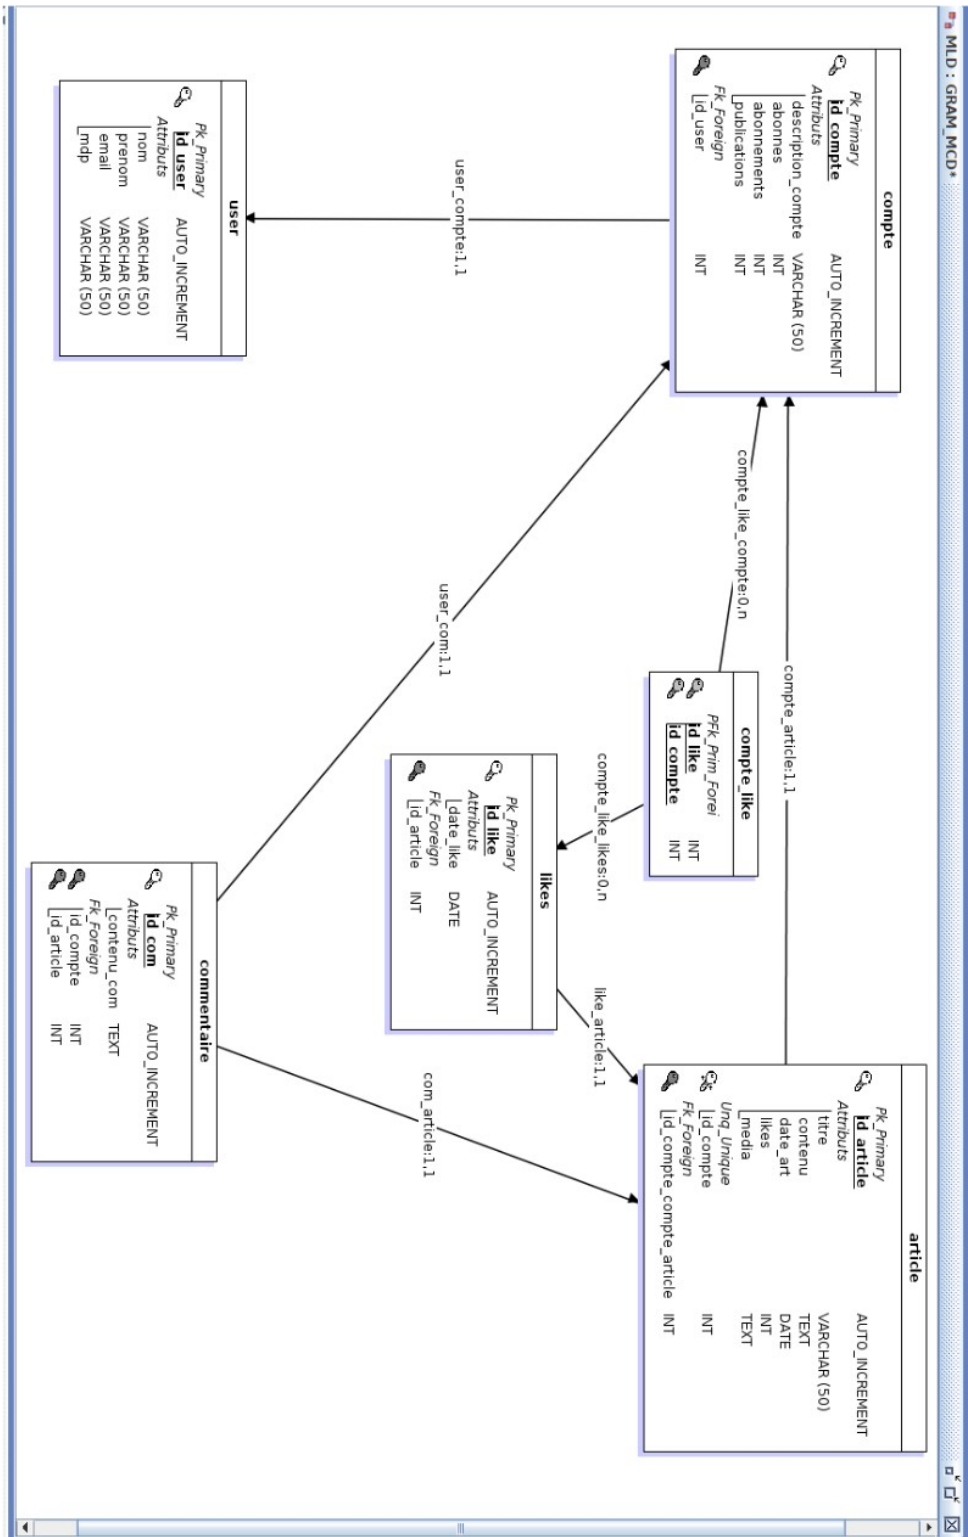 MLD : GRAM_MCD*
compte
Pk_Primary
id_compte AUTO_INCREMENT
Attributs
description_compte VARCHAR (50)
abonnes INT
abonnements INT
publications INT
Fk_Foreign
id_user INT
compte_article:1,1
compte_like_compte:0,n
compte_like
PFk_Prim_Forei
id_like INT
id_compte INT
article
Pk_Primary
id_article AUTO_INCREMENT
Attributs
titre VARCHAR (50)
contenu TEXT
date_art DATE
likes INT
media TEXT
Unq_Unique
id_compte INT
Fk_Foreign
id_compte_compte_article INT
compte_like_likes:0,n
like_article:1,1
likes
Pk_Primary
id_like AUTO_INCREMENT
Attributs
date_like DATE
Fk_Foreign
id_article INT
user_compte:1,1
user_com:1,1
com_article:1,1
user
Pk_Primary
id_user AUTO_INCREMENT
Attributs
nom VARCHAR (50)
prenom VARCHAR (50)
email VARCHAR (50)
mdp VARCHAR (50)
commentaire
Pk_Primary
id_com AUTO_INCREMENT
Attributs
contenu_com TEXT
Fk_Foreign
id_compte INT
id_article INT